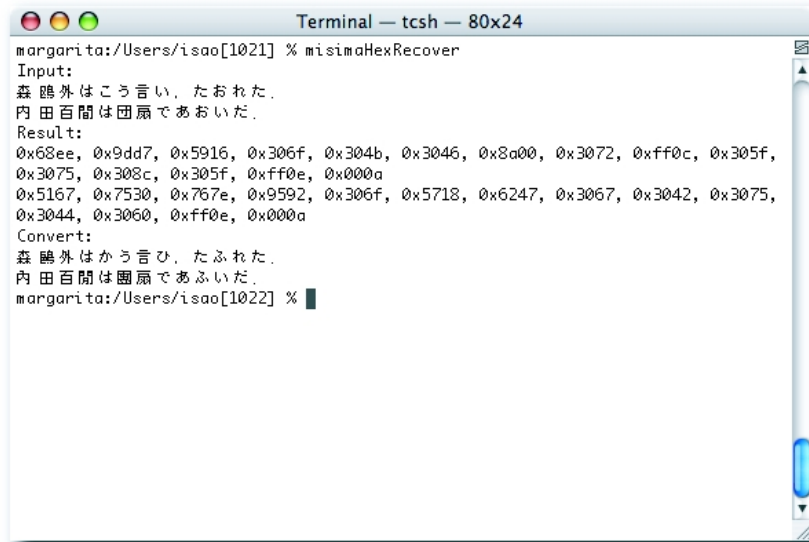 Terminal — tcsh — 80x24
margarita:/Users/isao[1021] % misimaHexRecover
Input:
森鴎外はこう言い，たおれた．
内田百間は団扇であおいだ．
Result:
0x68ee, 0x9dd7, 0x5916, 0x306f, 0x304b, 0x3046, 0x8a00, 0x3072, 0xff0c, 0x305f,
0x3075, 0x308c, 0x305f, 0xff0e, 0x000a
0x5167, 0x7530, 0x767e, 0x9592, 0x306f, 0x5718, 0x6247, 0x3067, 0x3042, 0x3075,
0x3044, 0x3060, 0xff0e, 0x000a
Convert:
森鷗外はかう言ひ，たふれた．
内田百閒は團扇であふいだ．
margarita:/Users/isao[1022] %